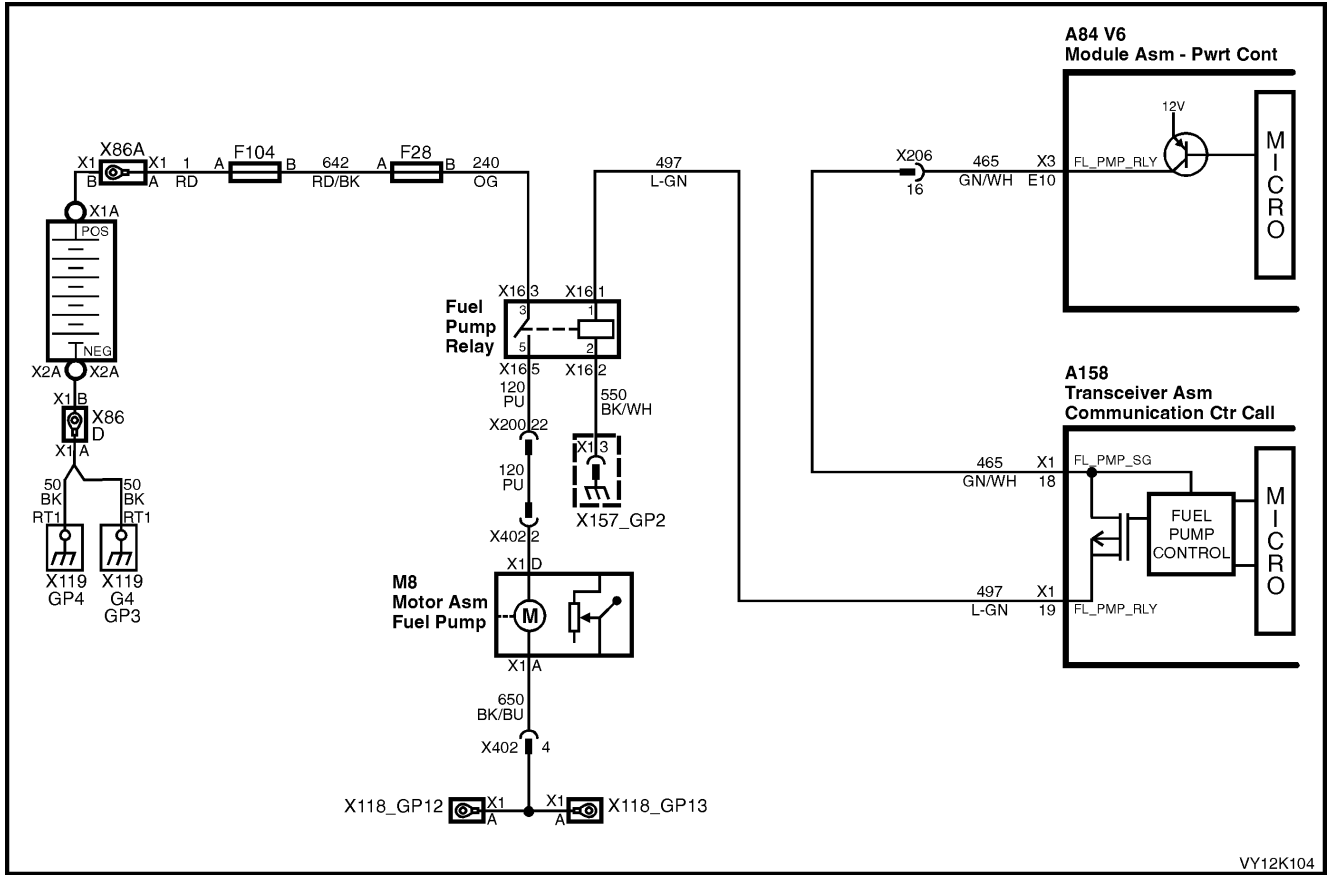 A84 V6
Module Asm - Pwrt Cont
12V
MICRO
X3
FL_PMP_RLY
E10
465
GN/WH
X206
16
X86A
X1
B
X1
A
1
RD
A
F104
B
642
RD/BK
A
F28
B
240
OG
497
L-GN
X1A
POS
NEG
X2A
X2A
X1 B
X86
D
X1 A
50
BK
RT1
50
BK
RT1
X119
GP4
X119
G4
GP3
Fuel
Pump
Relay
X16 3
X16 1
3
1
5
2
X16 5
X16 2
120
PU
550
BK/WH
X200 22
X1 3
X157_GP2
120
PU
X402 2
X1 D
M8
Motor Asm
Fuel Pump
M
X1 A
650
BK/BU
X402 4
X118_GP12
X1
A
X1
A
X118_GP13
A158
Transceiver Asm
Communication Ctr Call
465
GN/WH
X1
18
FL_PMP_SG
FUEL
PUMP
CONTROL
MICRO
497
L-GN
X1
19
FL_PMP_RLY
VY12K104